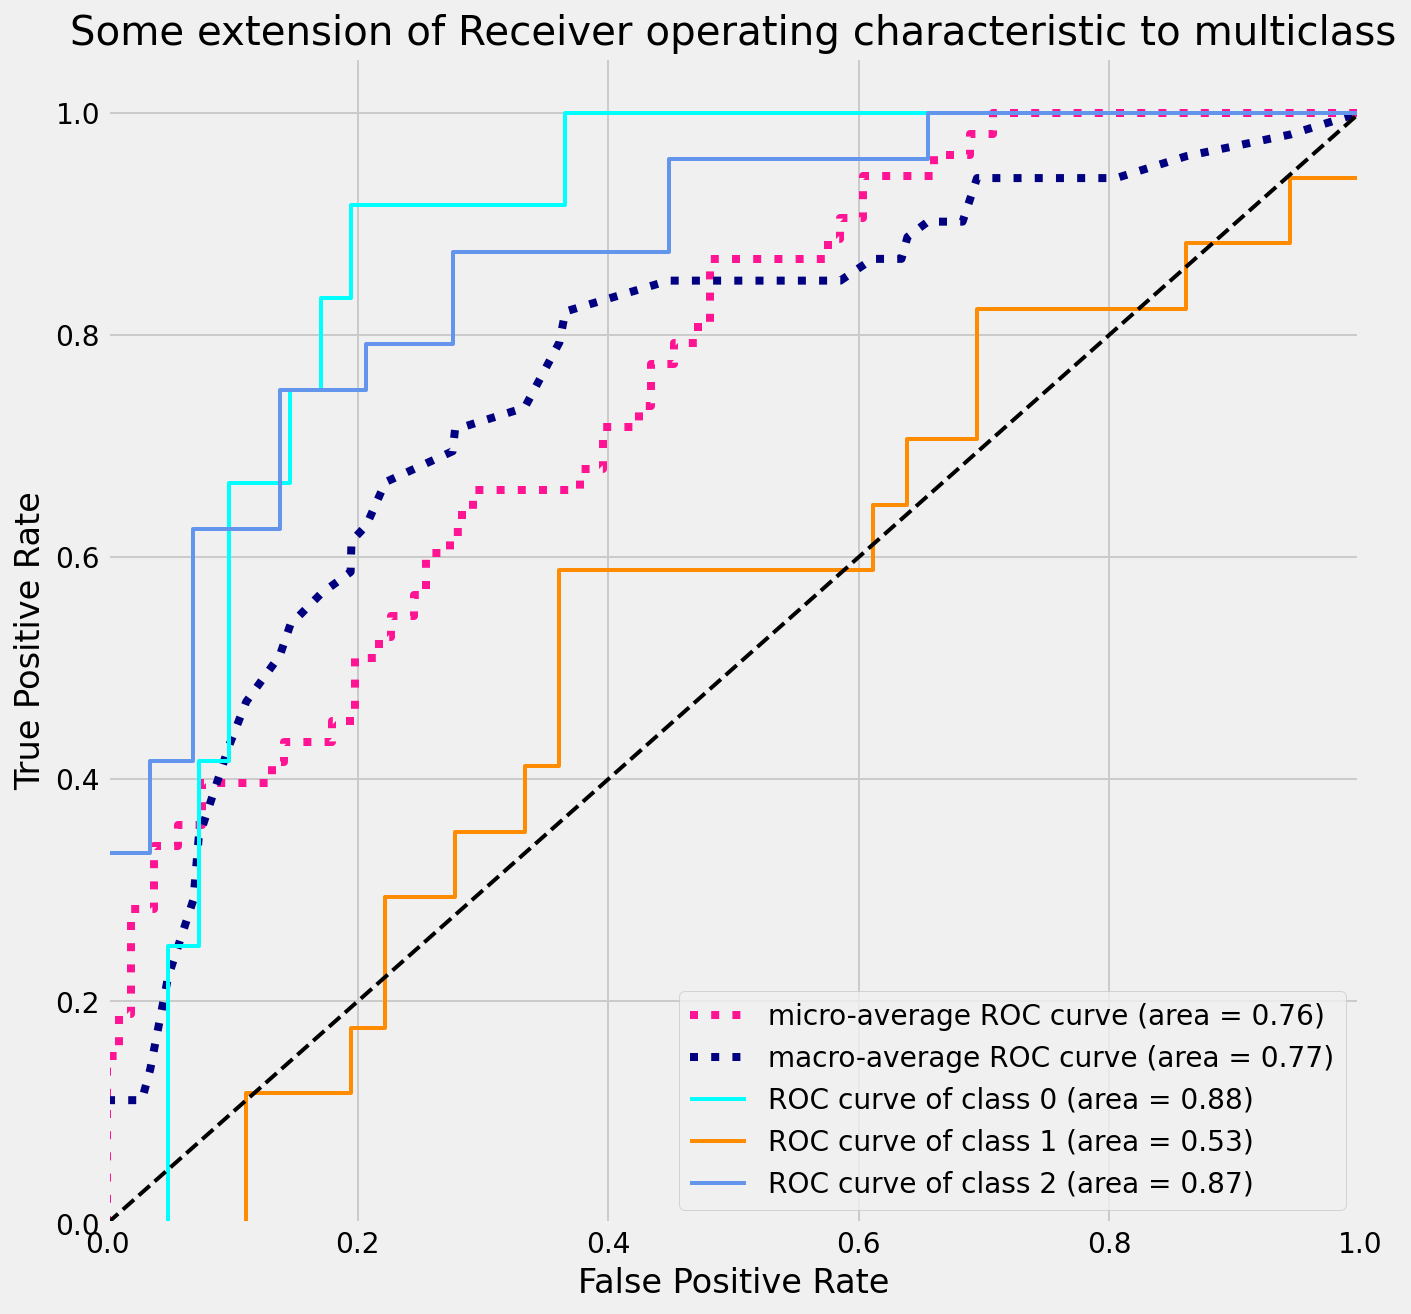 Some extension of Receiver operating characteristic to multiclass
1.0
0.8
0.6
0.4
0.2
0.0
True Positive Rate
micro-average ROC curve (area = 0.76)
macro-average ROC curve (area = 0.77)
ROC curve of class 0 (area = 0.88)
ROC curve of class 1 (area = 0.53)
ROC curve of class 2 (area = 0.87)
0.0 0.2 0.4 0.6 0.8 1.0
False Positive Rate